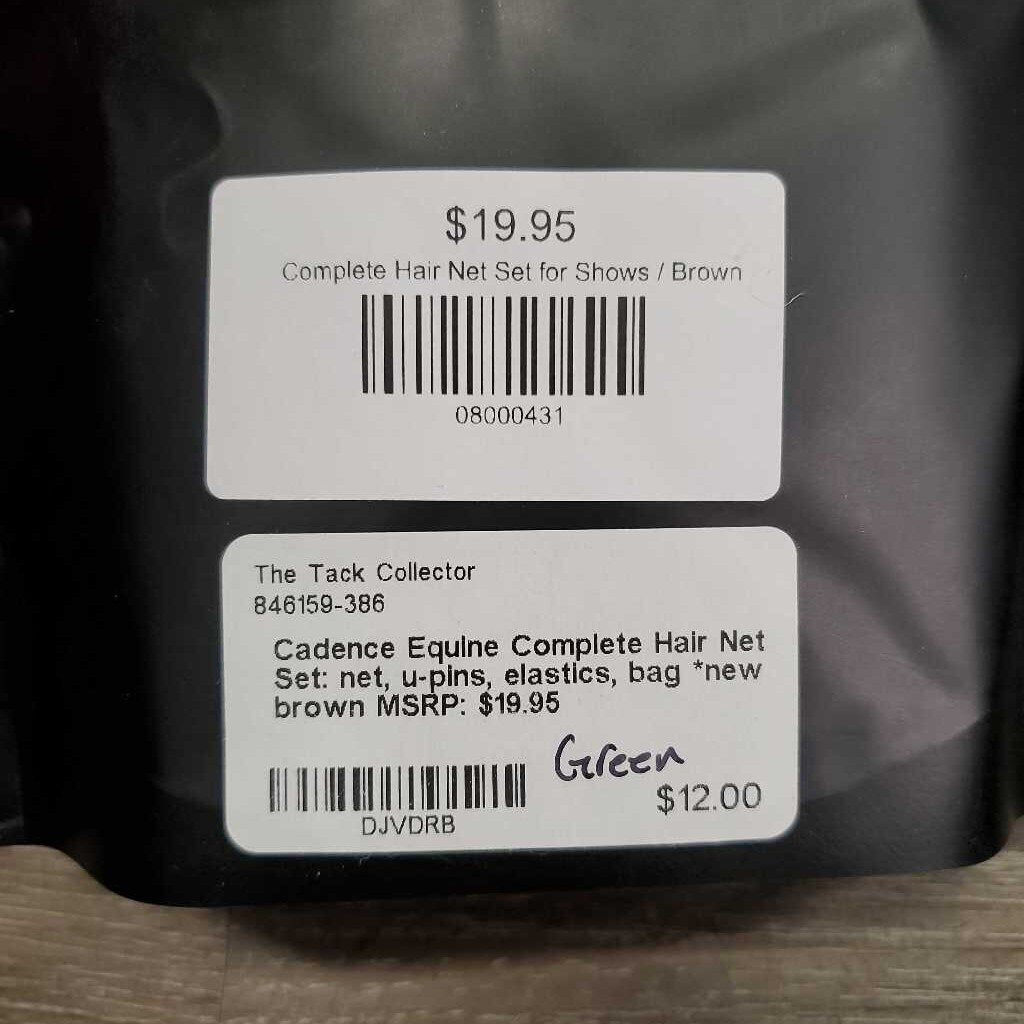 $19.95
Complete Hair Net Set for Shows / Brown
08000431
The Tack Collector
846159-386
Cadence Equine Complete Hair Net
Set: net, u-pins, elastics, bag *new
brown MSRP: $19.95
Green
$12.00
DJVDRB